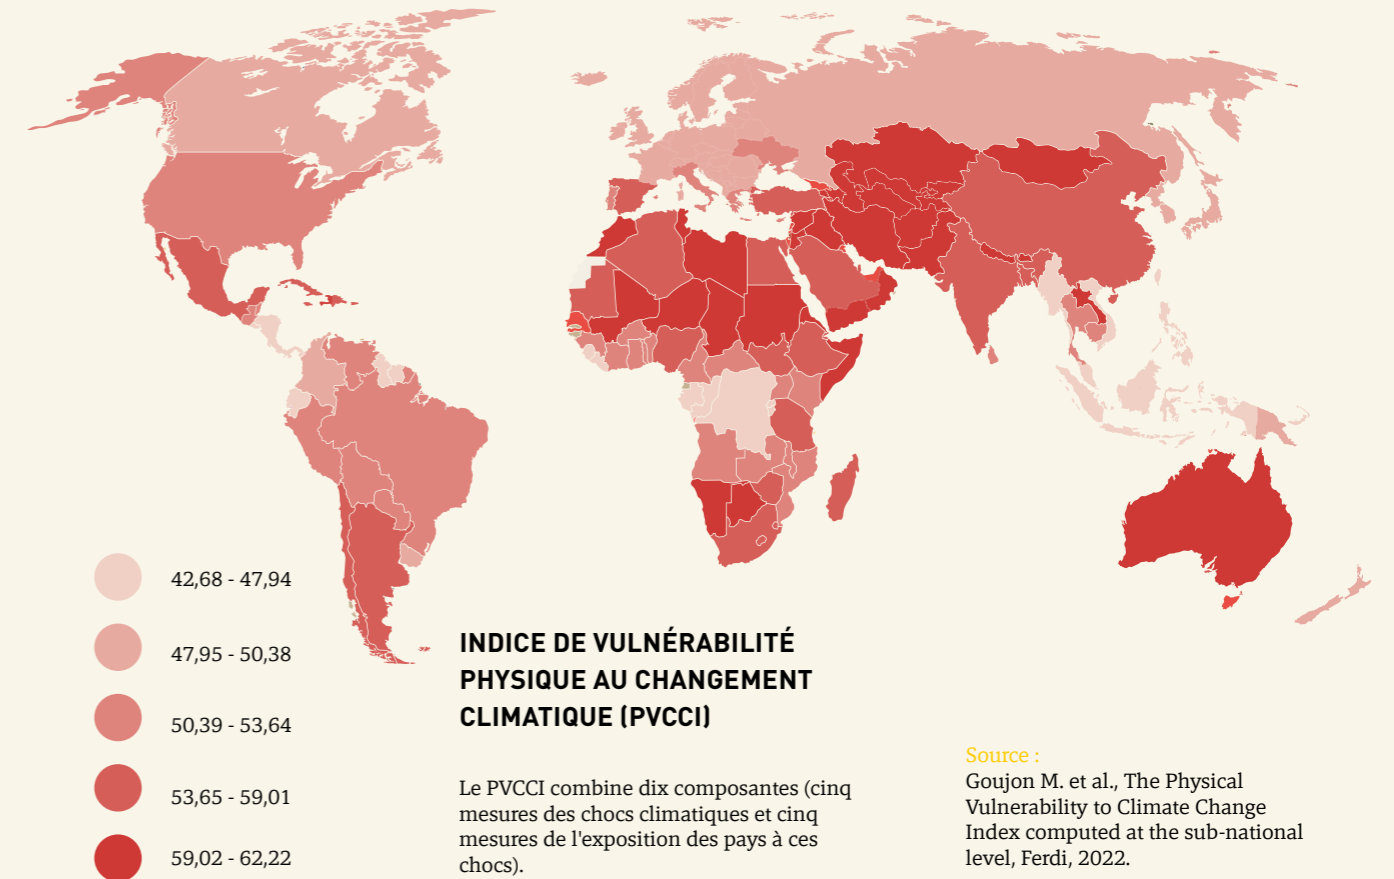 42,68 - 47,94
47,95 - 50,38
50,39 - 53,64
53,65 - 59,01
59,02 - 62,22
INDICE DE VULNÉRABILITÉ
PHYSIQUE AU CHANGEMENT
CLIMATIQUE (PVCCI)
Le PVCCI combine dix composantes (cinq
mesures des chocs climatiques et cinq
mesures de l'exposition des pays à ces
chocs).
Source :
Goujon M. et al., The Physical
Vulnerability to Climate Change
Index computed at the sub-national
level, Ferdi, 2022.